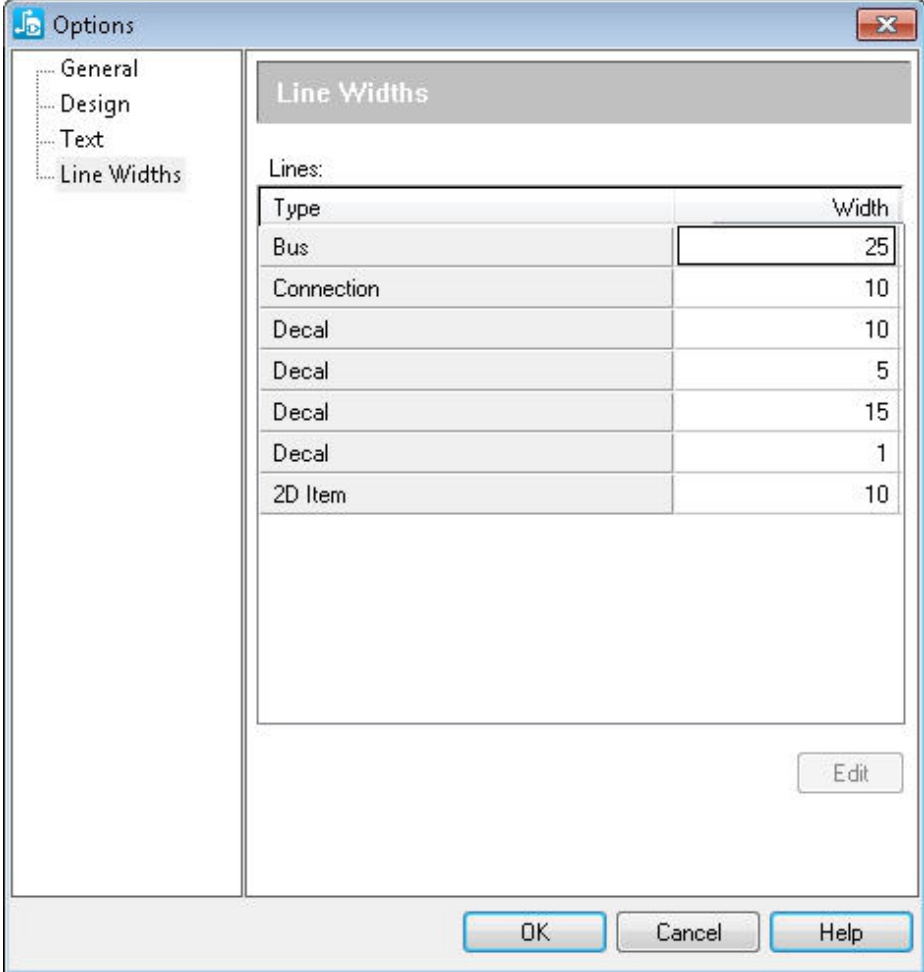 Options
General
Design
Text
Line Widths
Line Widths
Lines:
Type Width
Bus 25
Connection 10
Decal 10
Decal 5
Decal 15
Decal 1
2D Item 10
Edit
OK Cancel Help